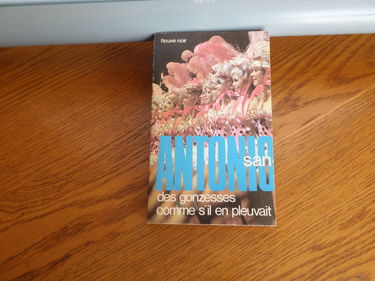 fleuve noir
san
ANTONIO
des gonzesses
comme s'il en pleuvait